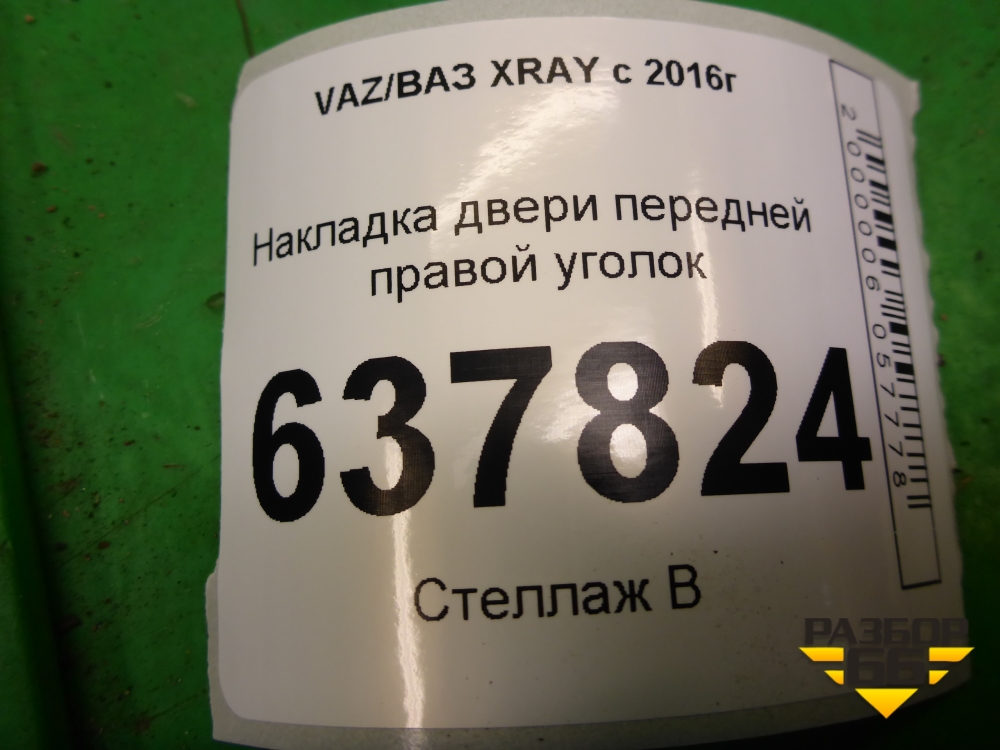 VAZ/ВАЗ XRAY с 2016г
Накладка двери передней
правой уголок
637824
Стеллаж В
2000006057778
РАЗБОР
66